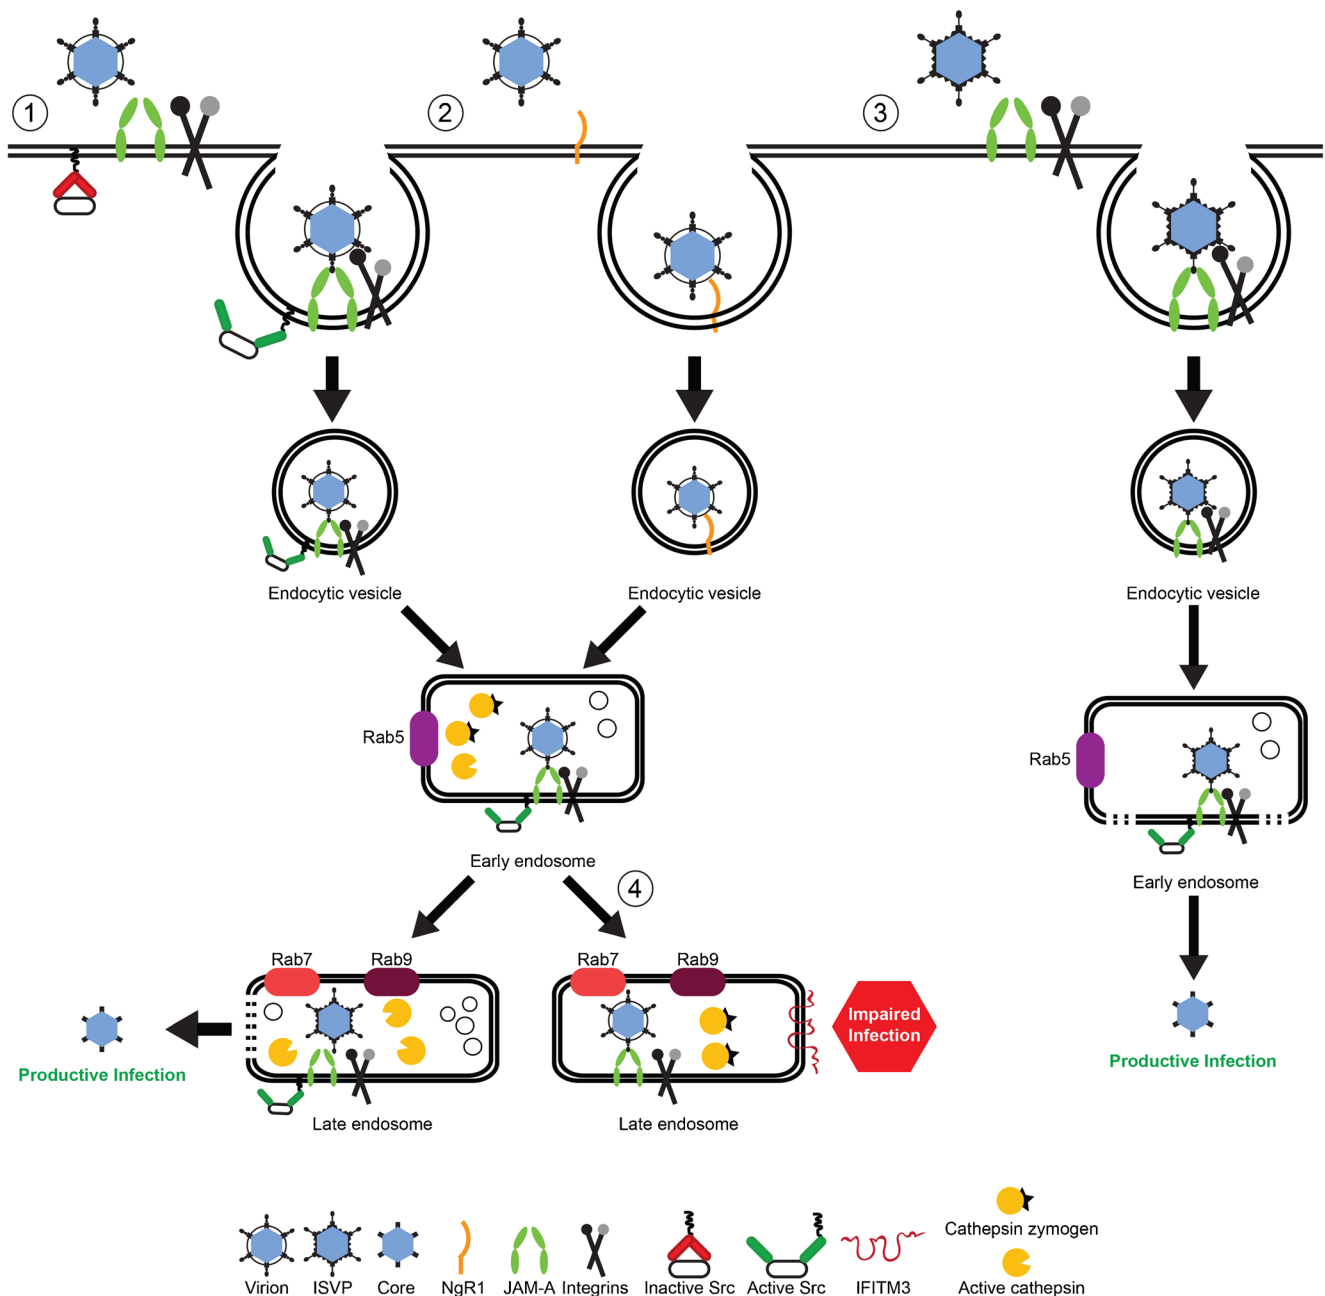 1
2
3
Endocytic vesicle
Endocytic vesicle
Endocytic vesicle
Rab5
Rab5
Early endosome
Early endosome
4
Rab7
Rab9
Rab7
Rab9
Impaired
Infection
Productive Infection
Productive Infection
Late endosome
Late endosome
Virion
ISVP
Core
NgR1
JAM-A
Integrins
Inactive Src
Active Src
IFITM3
Cathepsin zymogen
Active cathepsin